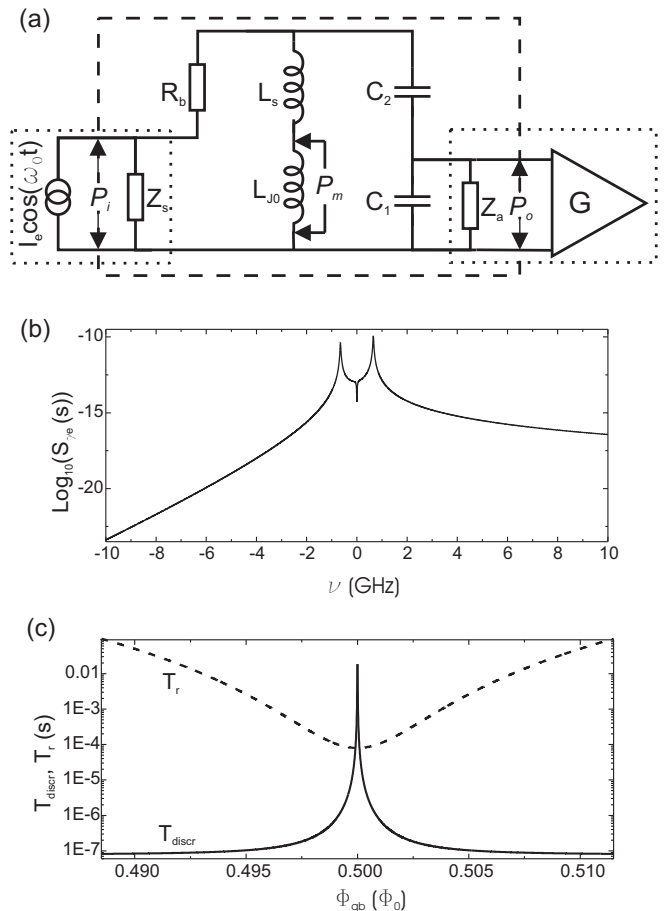 (a)
R_b
L_s
C_2
I_e cos(ω_0 t)
P_i
Z_s
L_J0
P_m
C_1
Z_a
P_o
G
(b)
Log_10(S_γe (s))
-10
-15
-20
-10 -8 -6 -4 -2 0 2 4 6 8 10
ν (GHz)
(c)
T_discr, T_r (s)
0.01
1E-3
1E-4
1E-5
1E-6
1E-7
T_r
T_discr
0.490 0.495 0.500 0.505 0.510
Φ_qb (Φ_0)